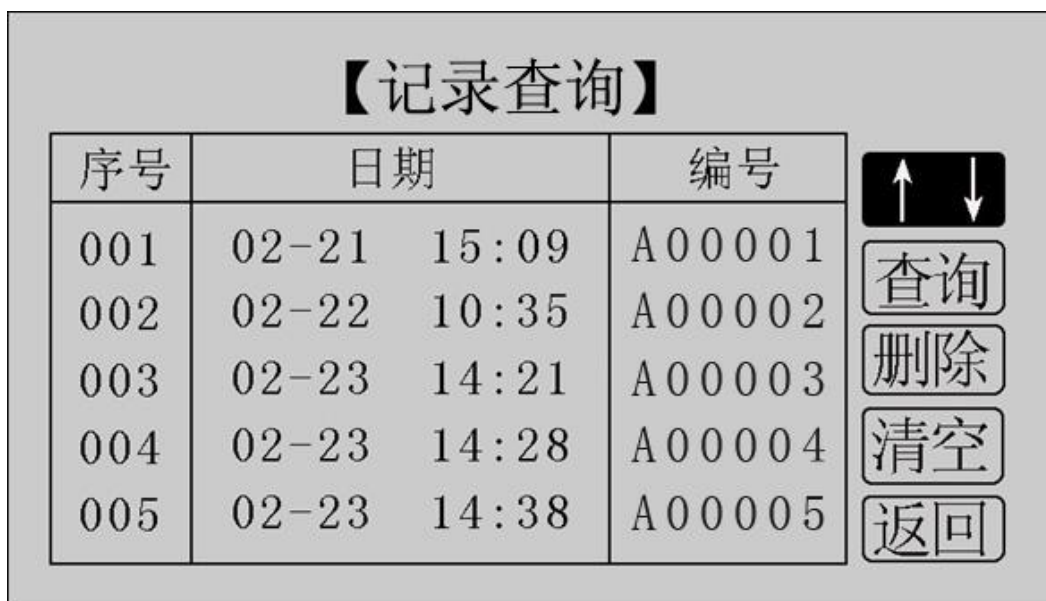 【记录查询】
序号 日期 编号
001 02-21 15:09 A00001
002 02-22 10:35 A00002
003 02-23 14:21 A00003
004 02-23 14:28 A00004
005 02-23 14:38 A00005
↑ ↓
查询
删除
清空
返回